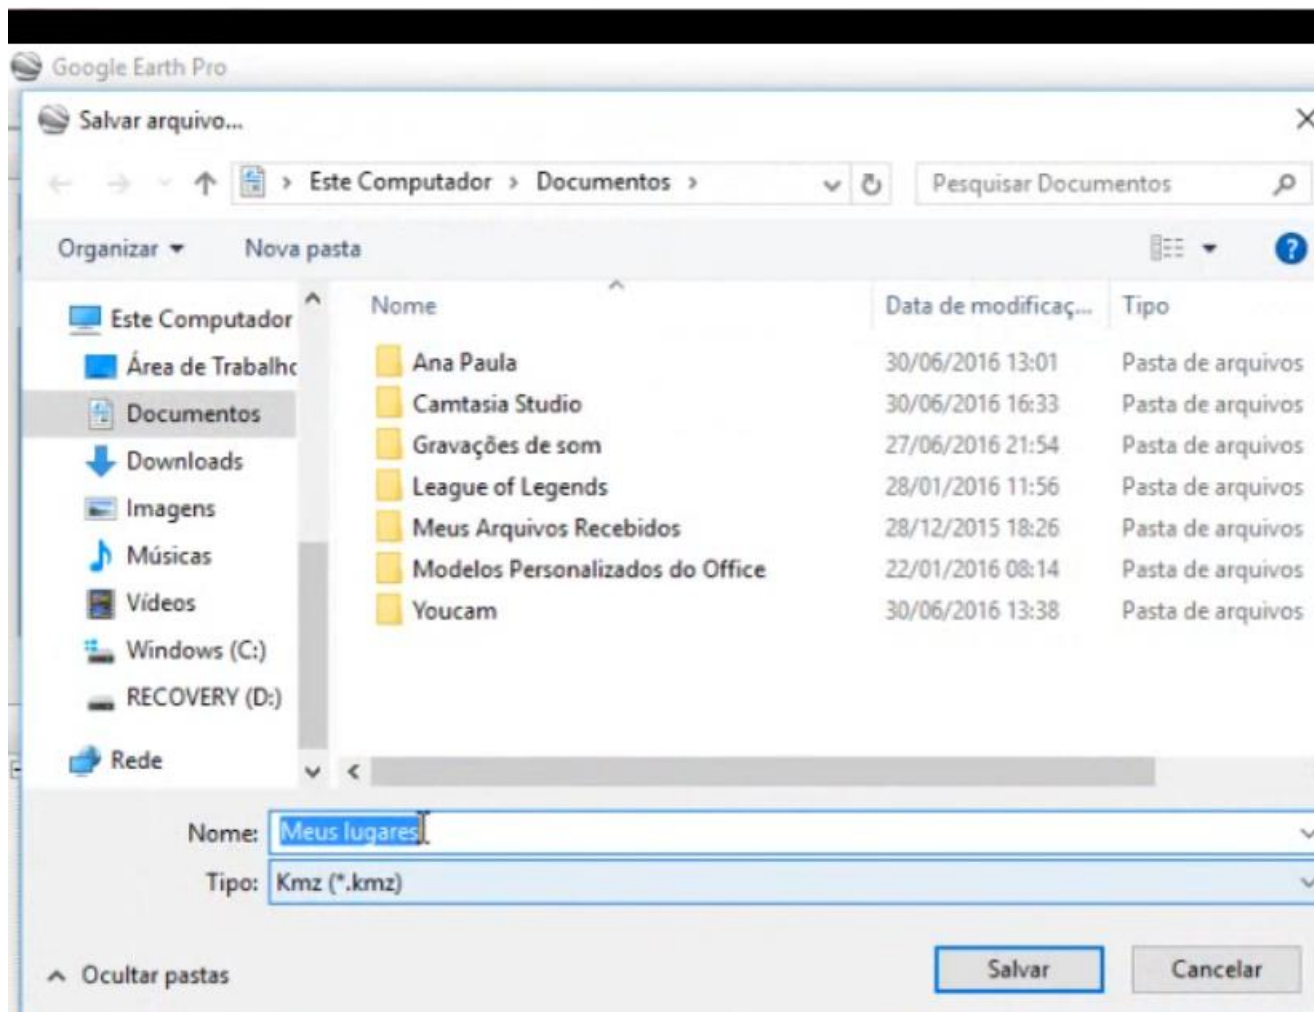 Google Earth Pro
Salvar arquivo...
Este Computador > Documentos >
Pesquisar Documentos
Organizar
Nova pasta
Nome
Data de modificaç...
Tipo
Este Computador
Área de Trabalho
Documentos
Downloads
Imagens
Músicas
Vídeos
Windows (C:)
RECOVERY (D:)
Rede
Ana Paula 30/06/2016 13:01 Pasta de arquivos
Camtasia Studio 30/06/2016 16:33 Pasta de arquivos
Gravações de som 27/06/2016 21:54 Pasta de arquivos
League of Legends 28/01/2016 11:56 Pasta de arquivos
Meus Arquivos Recebidos 28/12/2015 18:26 Pasta de arquivos
Modelos Personalizados do Office 22/01/2016 08:14 Pasta de arquivos
Youcam 30/06/2016 13:38 Pasta de arquivos
Nome: Meus lugares
Tipo: Kmz (*.kmz)
Ocultar pastas
Salvar
Cancelar